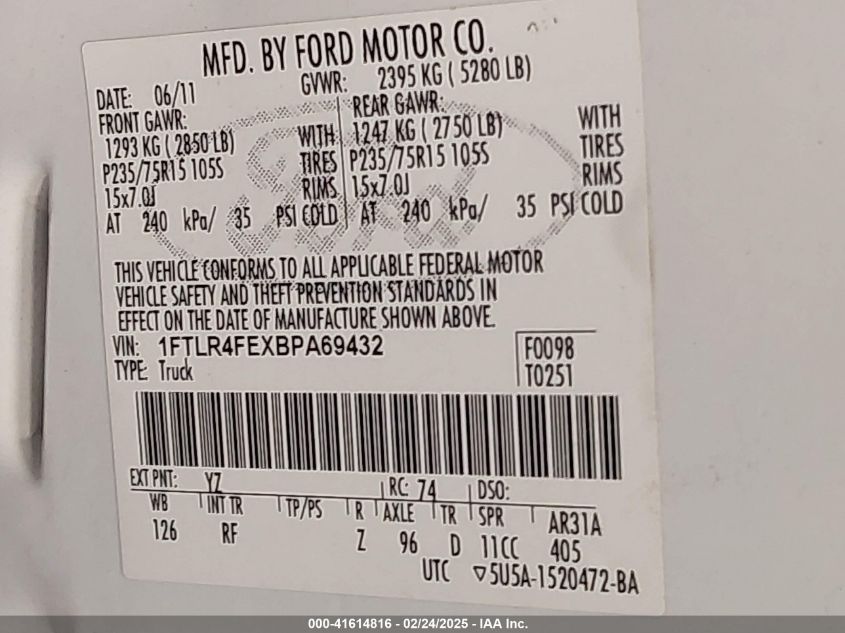 MFD. BY FORD MOTOR CO.
DATE: 06/11 GVWR: 2395 KG ( 5280 LB)
FRONT GAWR: REAR GAWR:
1293 KG ( 2850 LB) WITH 1247 KG ( 2750 LB) WITH
P235/75R15 105S TIRES P235/75R15 105S TIRES
15x7.0J RIMS 15x7.0J RIMS
AT 240 kPa/ 35 PSI COLD AT 240 kPa/ 35 PSI COLD
THIS VEHICLE CONFORMS TO ALL APPLICABLE FEDERAL MOTOR
VEHICLE SAFETY AND THEFT PREVENTION STANDARDS IN
EFFECT ON THE DATE OF MANUFACTURE SHOWN ABOVE.
VIN: 1FTLR4FEXBPA69432 F0098
TYPE: Truck T0251
EXT PNT: YZ RC: 74 DSO:
WB INT TR TP/PS R AXLE TR SPR AR31A
126 RF Z 96 D 11CC 405
UTC ▽5U5A-1520472-BA
000-41614816 - 02/24/2025 - IAA Inc.